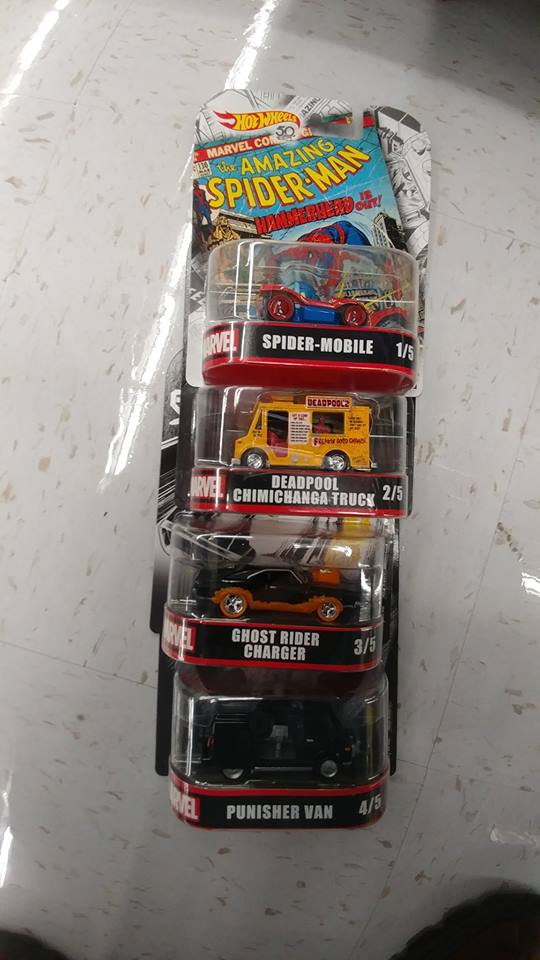 HOT WHEELS
50
MARVEL COM
the AMAZING
SPIDER-MAN
HAMMERHEAD IS
OUT!
MARVEL SPIDER-MOBILE 1/5
DEADPOOL'S
MARVEL DEADPOOL
CHIMICHANGA TRUCK 2/5
MARVEL GHOST RIDER
CHARGER 3/5
MARVEL PUNISHER VAN 4/5